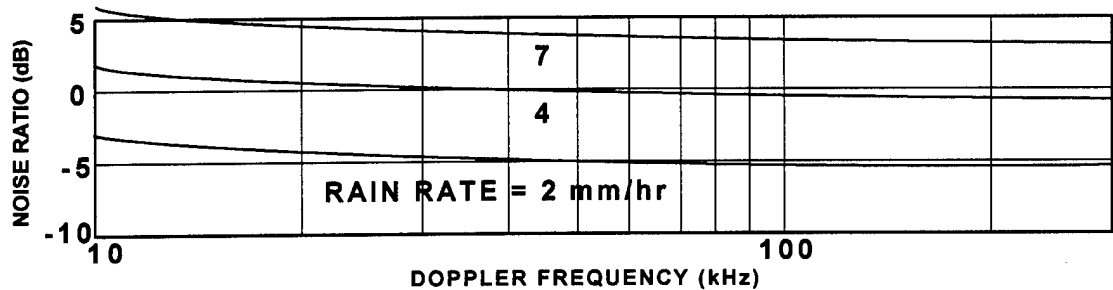 5
7
0
4
-5
RAIN RATE = 2 mm/hr
-10
10
100
NOISE RATIO (dB)
DOPPLER FREQUENCY (kHz)